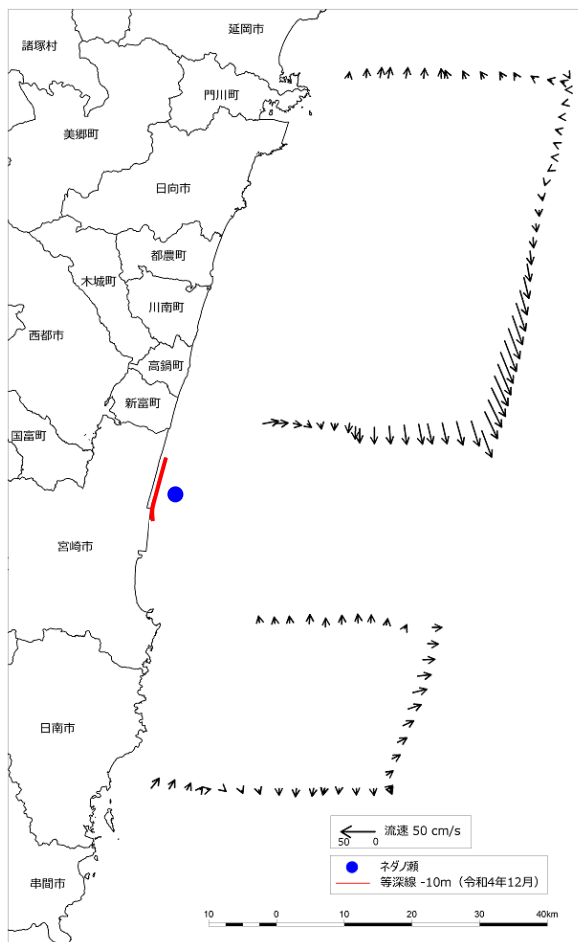 延岡市
諸塚村
門川町
美郷町
日向市
都農町
木城町
川南町
西都市
高鍋町
新富町
国富町
宮崎市
日南市
串間市
流速 50 cm/s
50 0
ネダノ瀬
等深線 -10m（令和4年12月）
10 0 10 20 30 40km